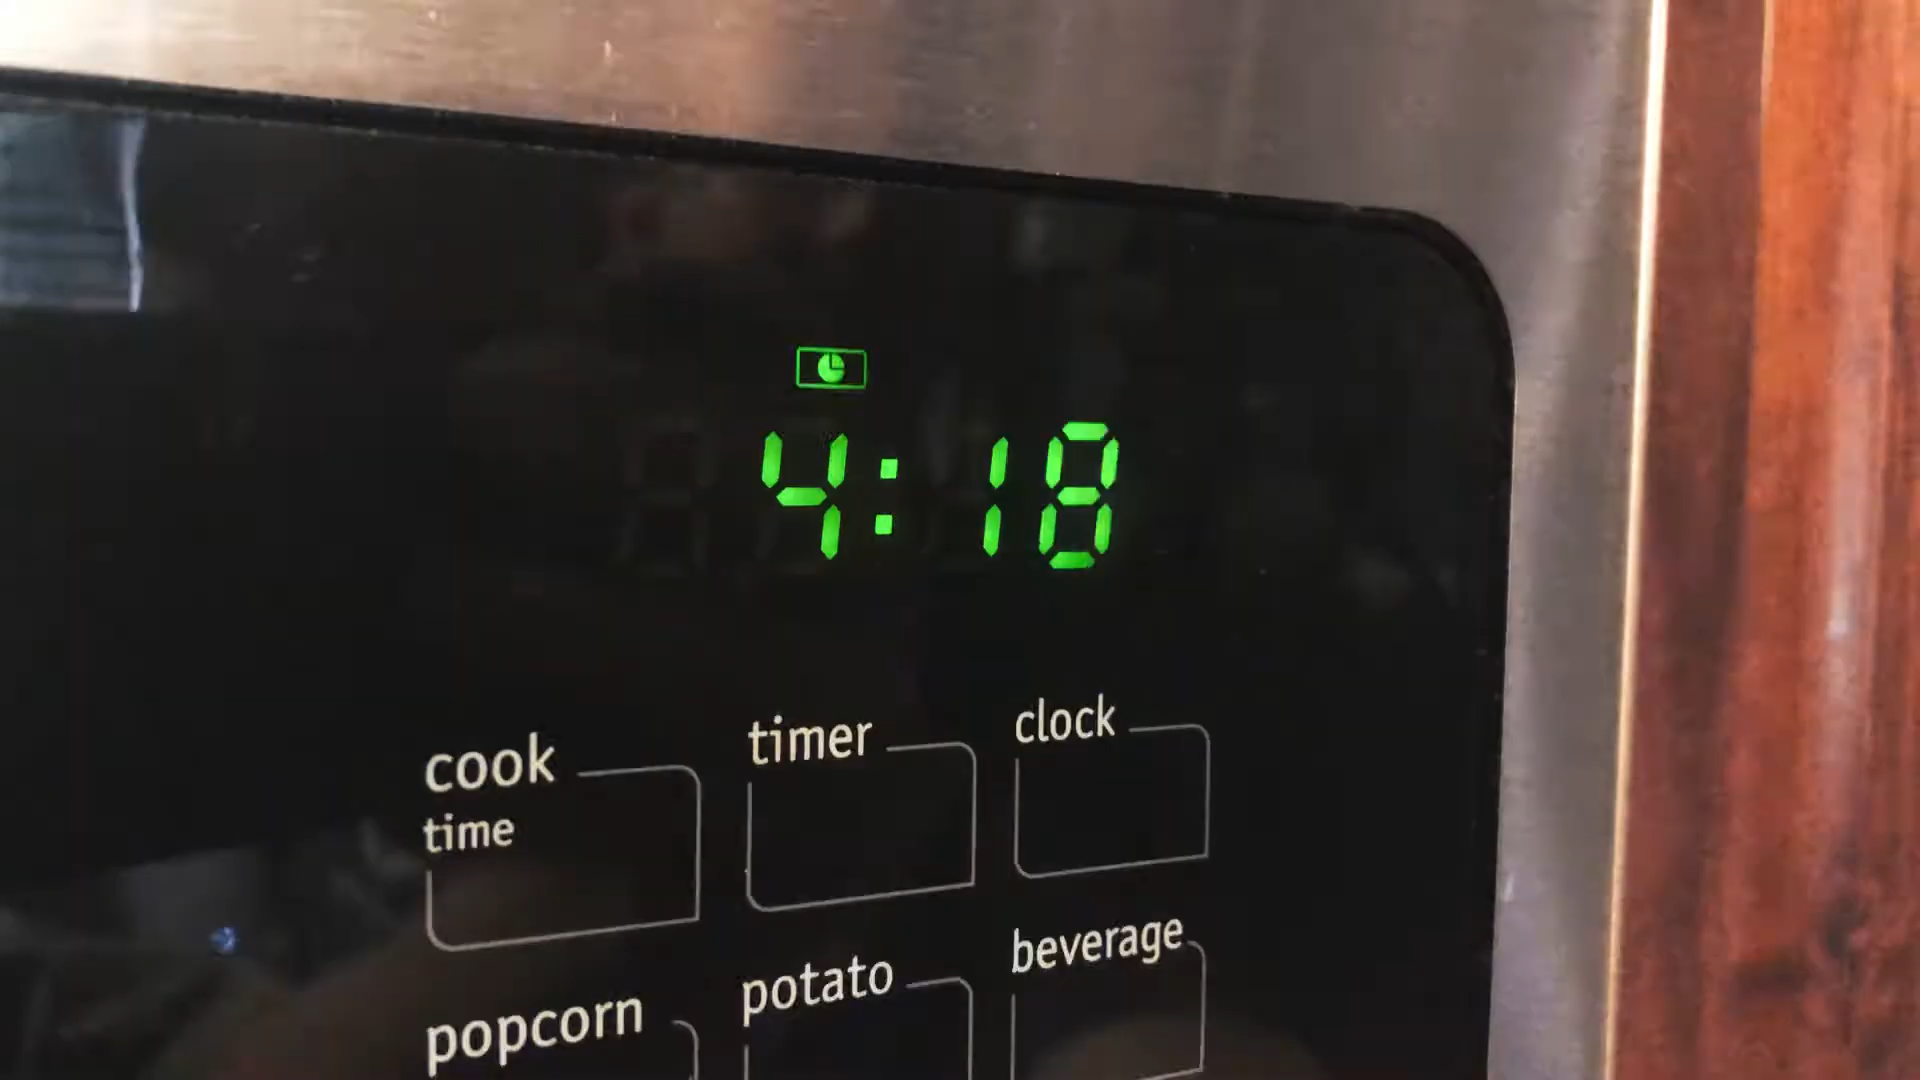 4:18
cook
time
timer
clock
popcorn
potato
beverage